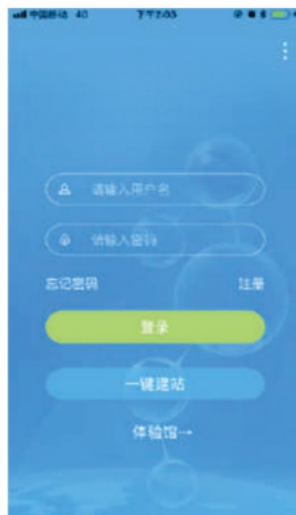 中国移动 4G 下午7:03
请输入用户名
请输入密码
忘记密码 注册
登录
一键建站
体验馆→